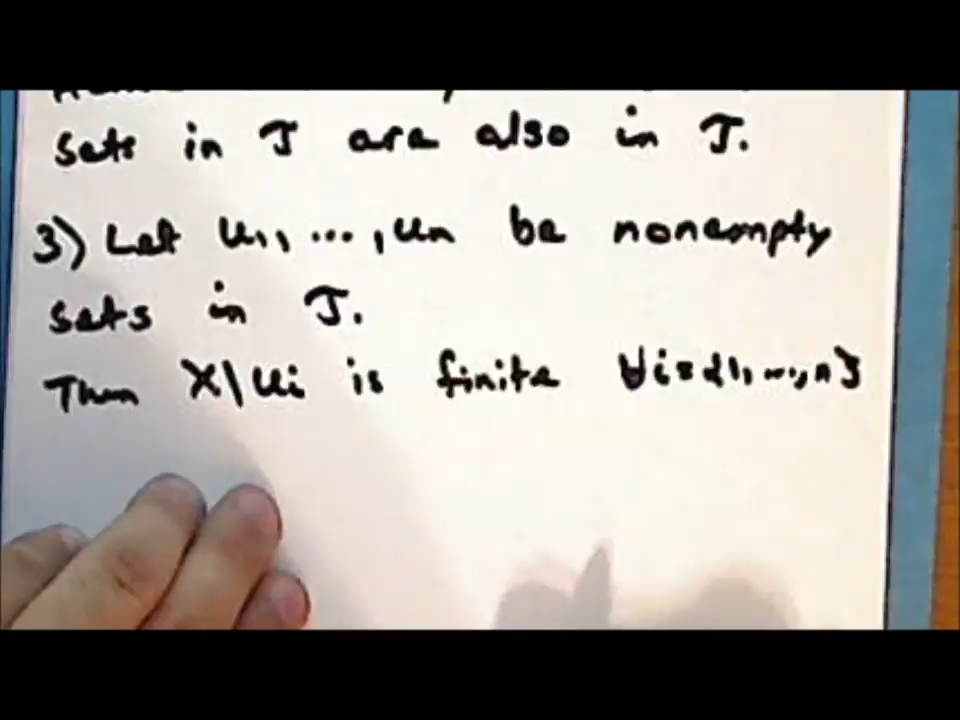 sets in T are also in T.
3) Let U1, ..., Un be nonempty
sets in T.
Then X\Ui is finite ∀i={1, ..., n}